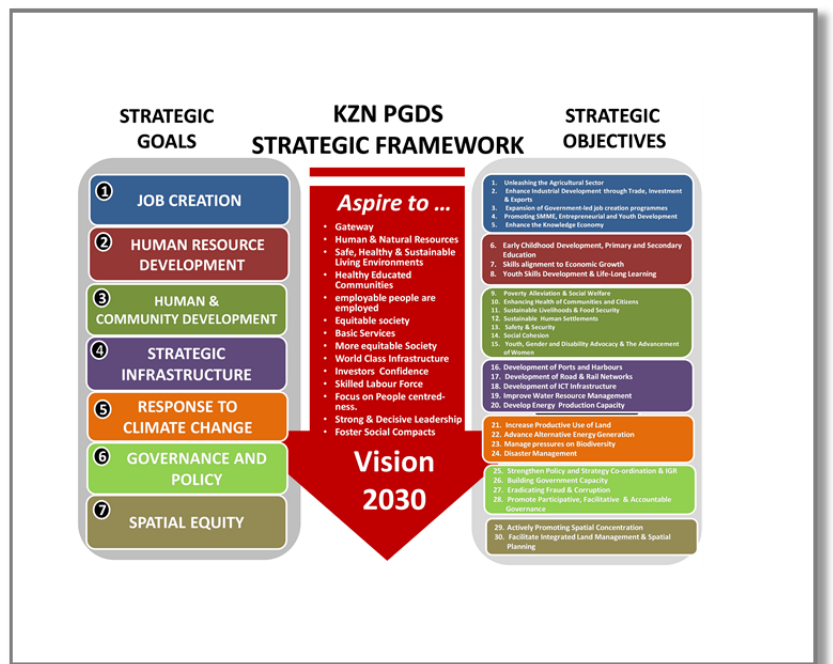 STRATEGIC
GOALS
KZN PGDS
STRATEGIC FRAMEWORK
STRATEGIC
OBJECTIVES
1
JOB CREATION
2
HUMAN RESOURCE
DEVELOPMENT
3
HUMAN &
COMMUNITY DEVELOPMENT
4
STRATEGIC
INFRASTRUCTURE
5
RESPONSE TO
CLIMATE CHANGE
6
GOVERNANCE AND
POLICY
7
SPATIAL EQUITY
Aspire to ...
• Gateway
• Human & Natural Resources
• Safe, Healthy & Sustainable
Living Environments
• Healthy Educated
Communities
• employable people are
employed
• Equitable society
• Basic Services
• More equitable Society
• World Class Infrastructure
• Investors Confidence
• Skilled Labour Force
• Focus on People centred-
ness.
• Strong & Decisive Leadership
• Foster Social Compacts
Vision
2030
1. Unleashing the Agricultural Sector
2. Enhance Industrial Development through Trade, Investment
& Exports
3. Expansion of Government-led job creation programmes
4. Promoting SMME, Entrepreneurial and Youth Development
5. Enhance the Knowledge Economy
6. Early Childhood Development, Primary and Secondary
Education
7. Skills alignment to Economic Growth
8. Youth Skills Development & Life-Long Learning
9. Poverty Alleviation & Social Welfare
10. Enhancing Health of Communities and Citizens
11. Sustainable Livelihoods & Food Security
12. Sustainable Human Settlements
13. Safety & Security
14. Social Cohesion
15. Youth, Gender and Disability Advocacy & The Advancement
of Women
16. Development of Ports and Harbours
17. Development of Road & Rail Networks
18. Development of ICT Infrastructure
19. Improve Water Resource Management
20. Develop Energy Production Capacity
21. Increase Productive Use of Land
22. Advance Alternative Energy Generation
23. Manage pressures on Biodiversity
24. Disaster Management
25. Strengthen Policy and Strategy Co-ordination & IGR
26. Building Government Capacity
27. Eradicating Fraud & Corruption
28. Promote Participative, Facilitative & Accountable
Governance
29. Actively Promoting Spatial Concentration
30. Facilitate Integrated Land Management & Spatial
Planning